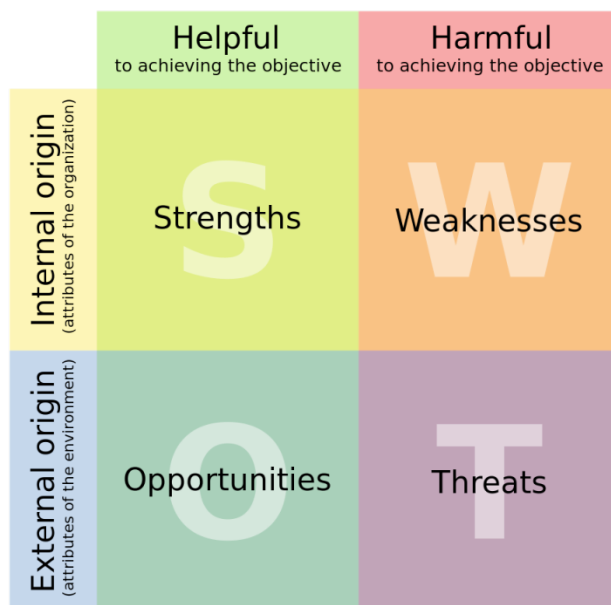 Helpful
to achieving the objective
Harmful
to achieving the objective
Internal origin
(attributes of the organization)
S
Strengths
W
Weaknesses
External origin
(attributes of the environment)
O
Opportunities
T
Threats